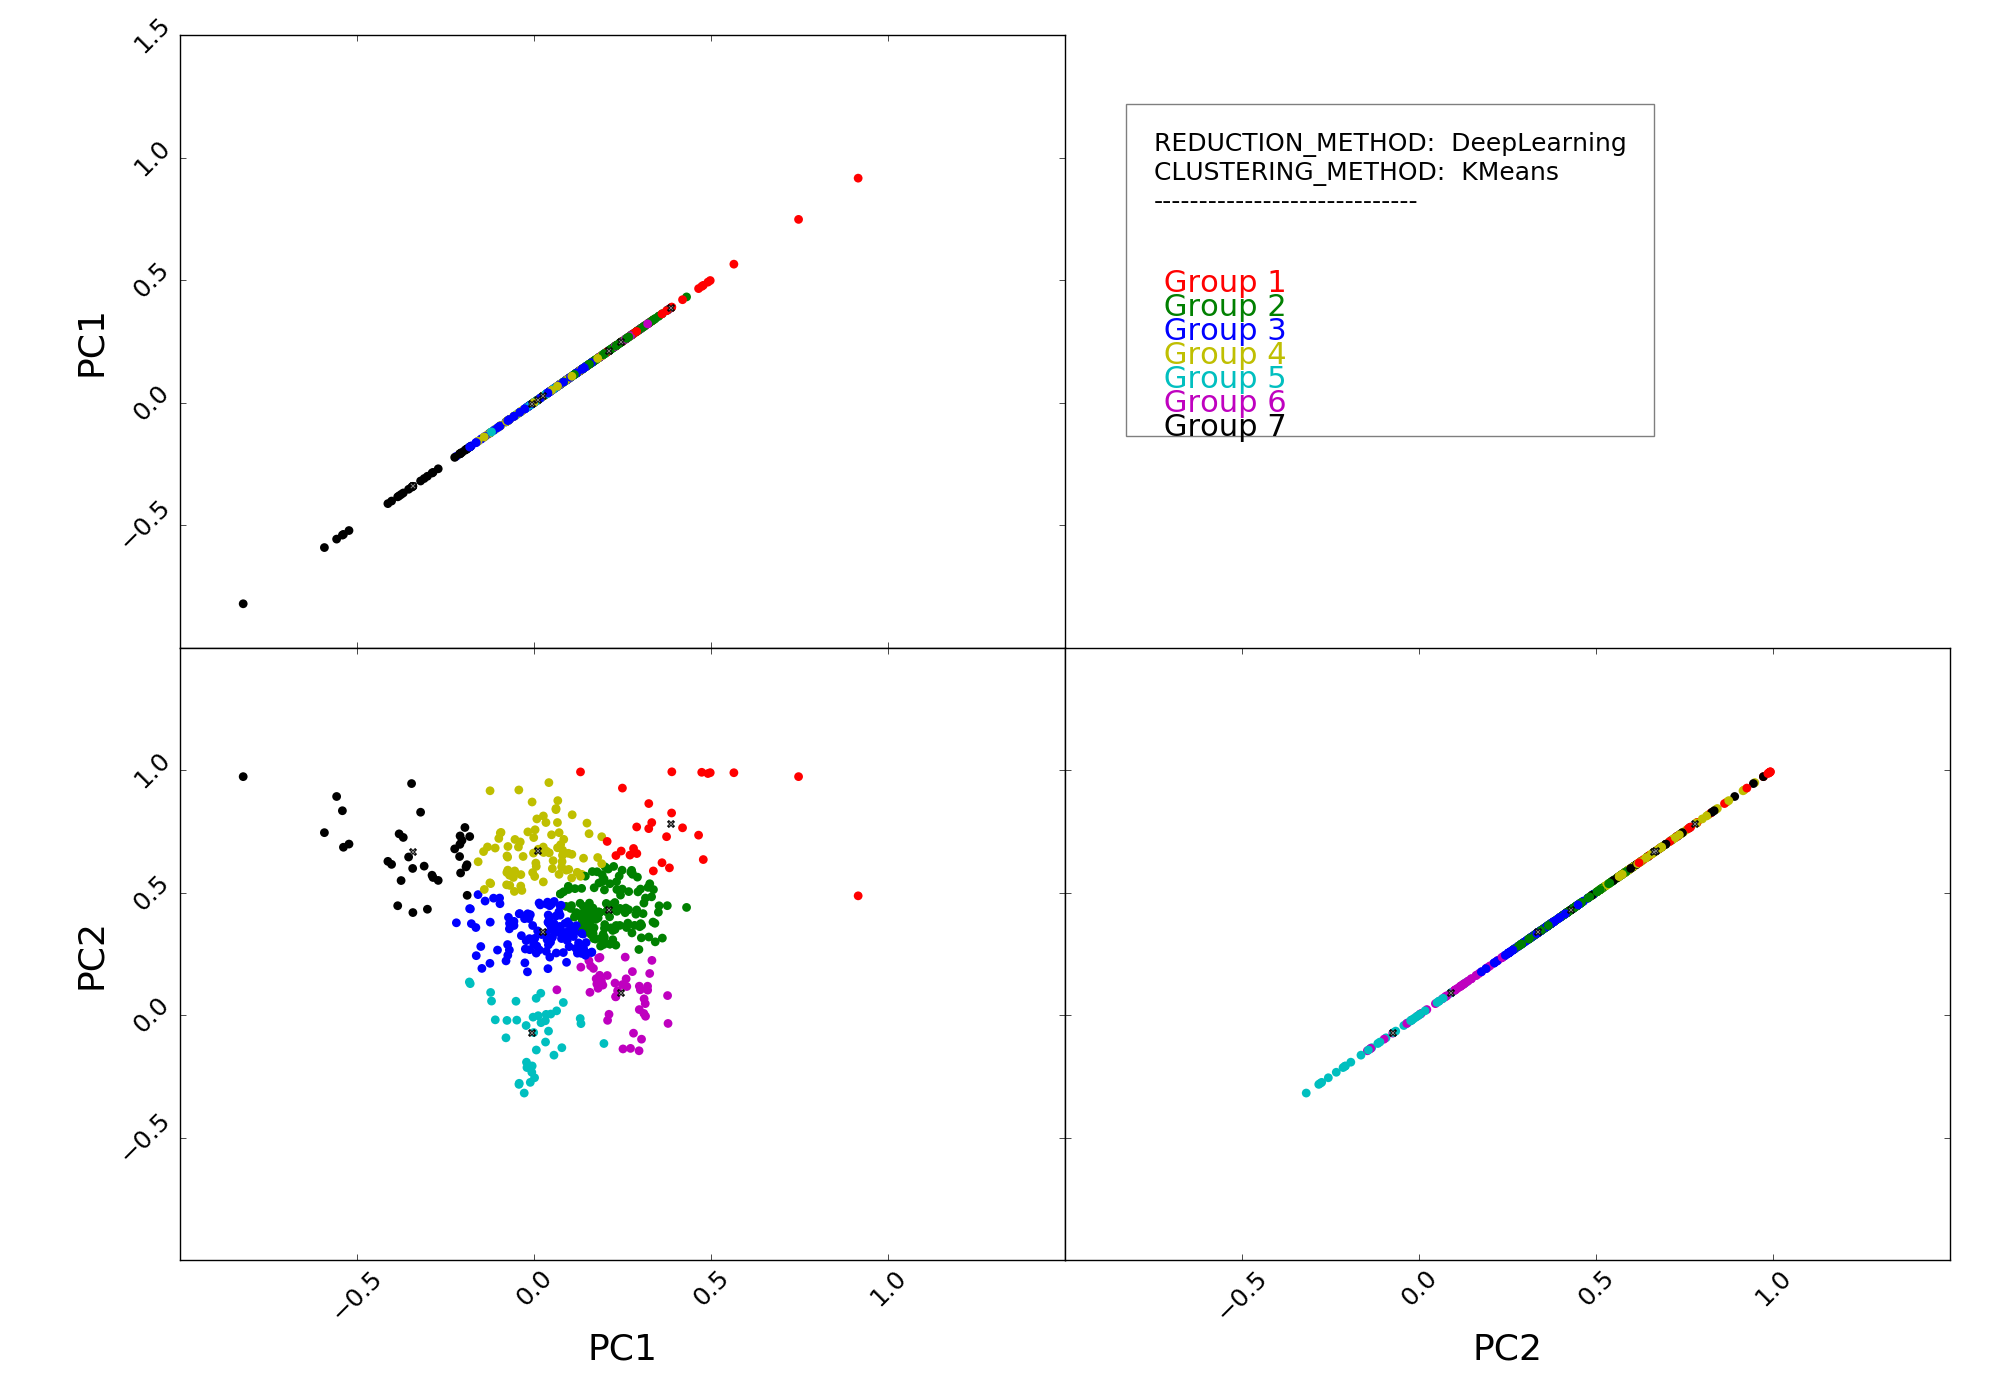 1.5
1.0
0.5
0.0
−0.5
PC1
REDUCTION_METHOD:  DeepLearning
CLUSTERING_METHOD:  KMeans
------------------------------
Group 1
Group 2
Group 3
Group 4
Group 5
Group 6
Group 7
1.0
0.5
0.0
−0.5
PC2
−0.5 0.0 0.5 1.0
PC1
−0.5 0.0 0.5 1.0
PC2